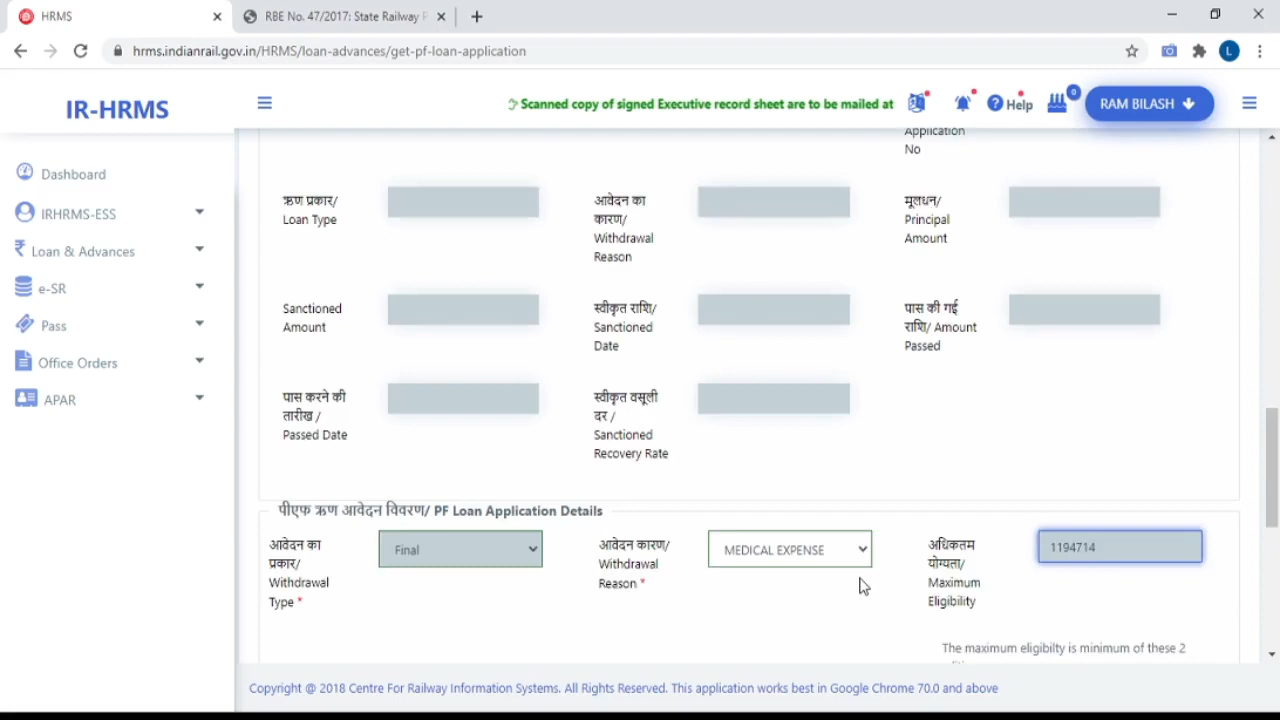 HRMS
RBE No. 47/2017: State Railway P
hrms.indianrail.gov.in/HRMS/loan-advances/get-pf-loan-application
L
IR-HRMS
Scanned copy of signed Executive record sheet are to be mailed at
Help
0
RAM BILASH
Dashboard
IRHRMS-ESS
Loan & Advances
e-SR
Pass
Office Orders
APAR
Application
No
ऋण प्रकार/
Loan Type
आवेदन का
कारण/
Withdrawal
Reason
मूलधन/
Principal
Amount
Sanctioned
Amount
स्वीकृत राशि/
Sanctioned
Date
पास की गई
राशि/ Amount
Passed
पास करने की
तारीख /
Passed Date
स्वीकृत वसूली
दर /
Sanctioned
Recovery Rate
पीएफ ऋण आवेदन विवरण/ PF Loan Application Details
आवेदन का
प्रकार/
Withdrawal
Type *
Final
आवेदन कारण/
Withdrawal
Reason *
MEDICAL EXPENSE
अधिकतम
योग्यता/
Maximum
Eligibility
1194714
The maximum eligibilty is minimum of these 2
Copyright @ 2018 Centre For Railway Information Systems. All Rights Reserved. This application works best in Google Chrome 70.0 and above